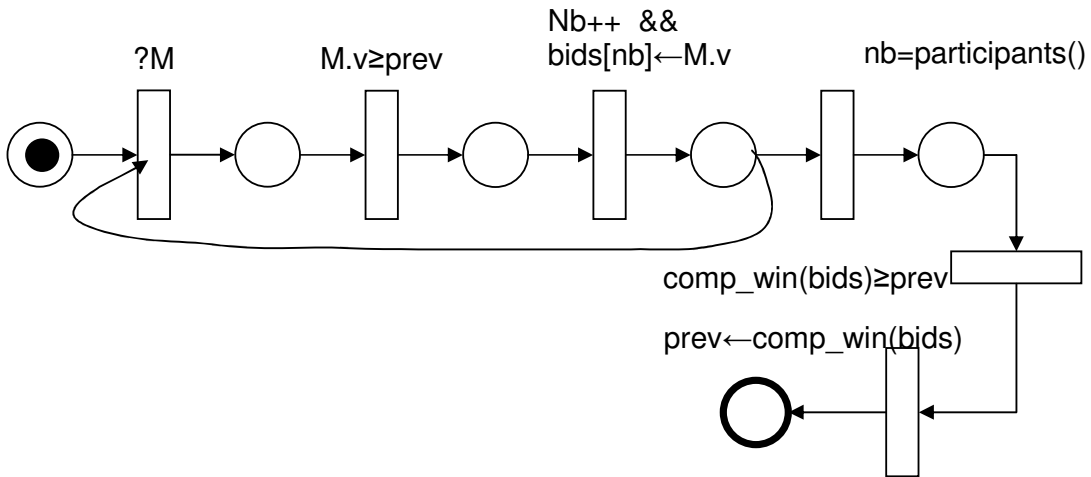 ?M
M.v≥prev
Nb++ &&
bids[nb]←M.v
nb=participants()
comp_win(bids)≥prev
prev←comp_win(bids)